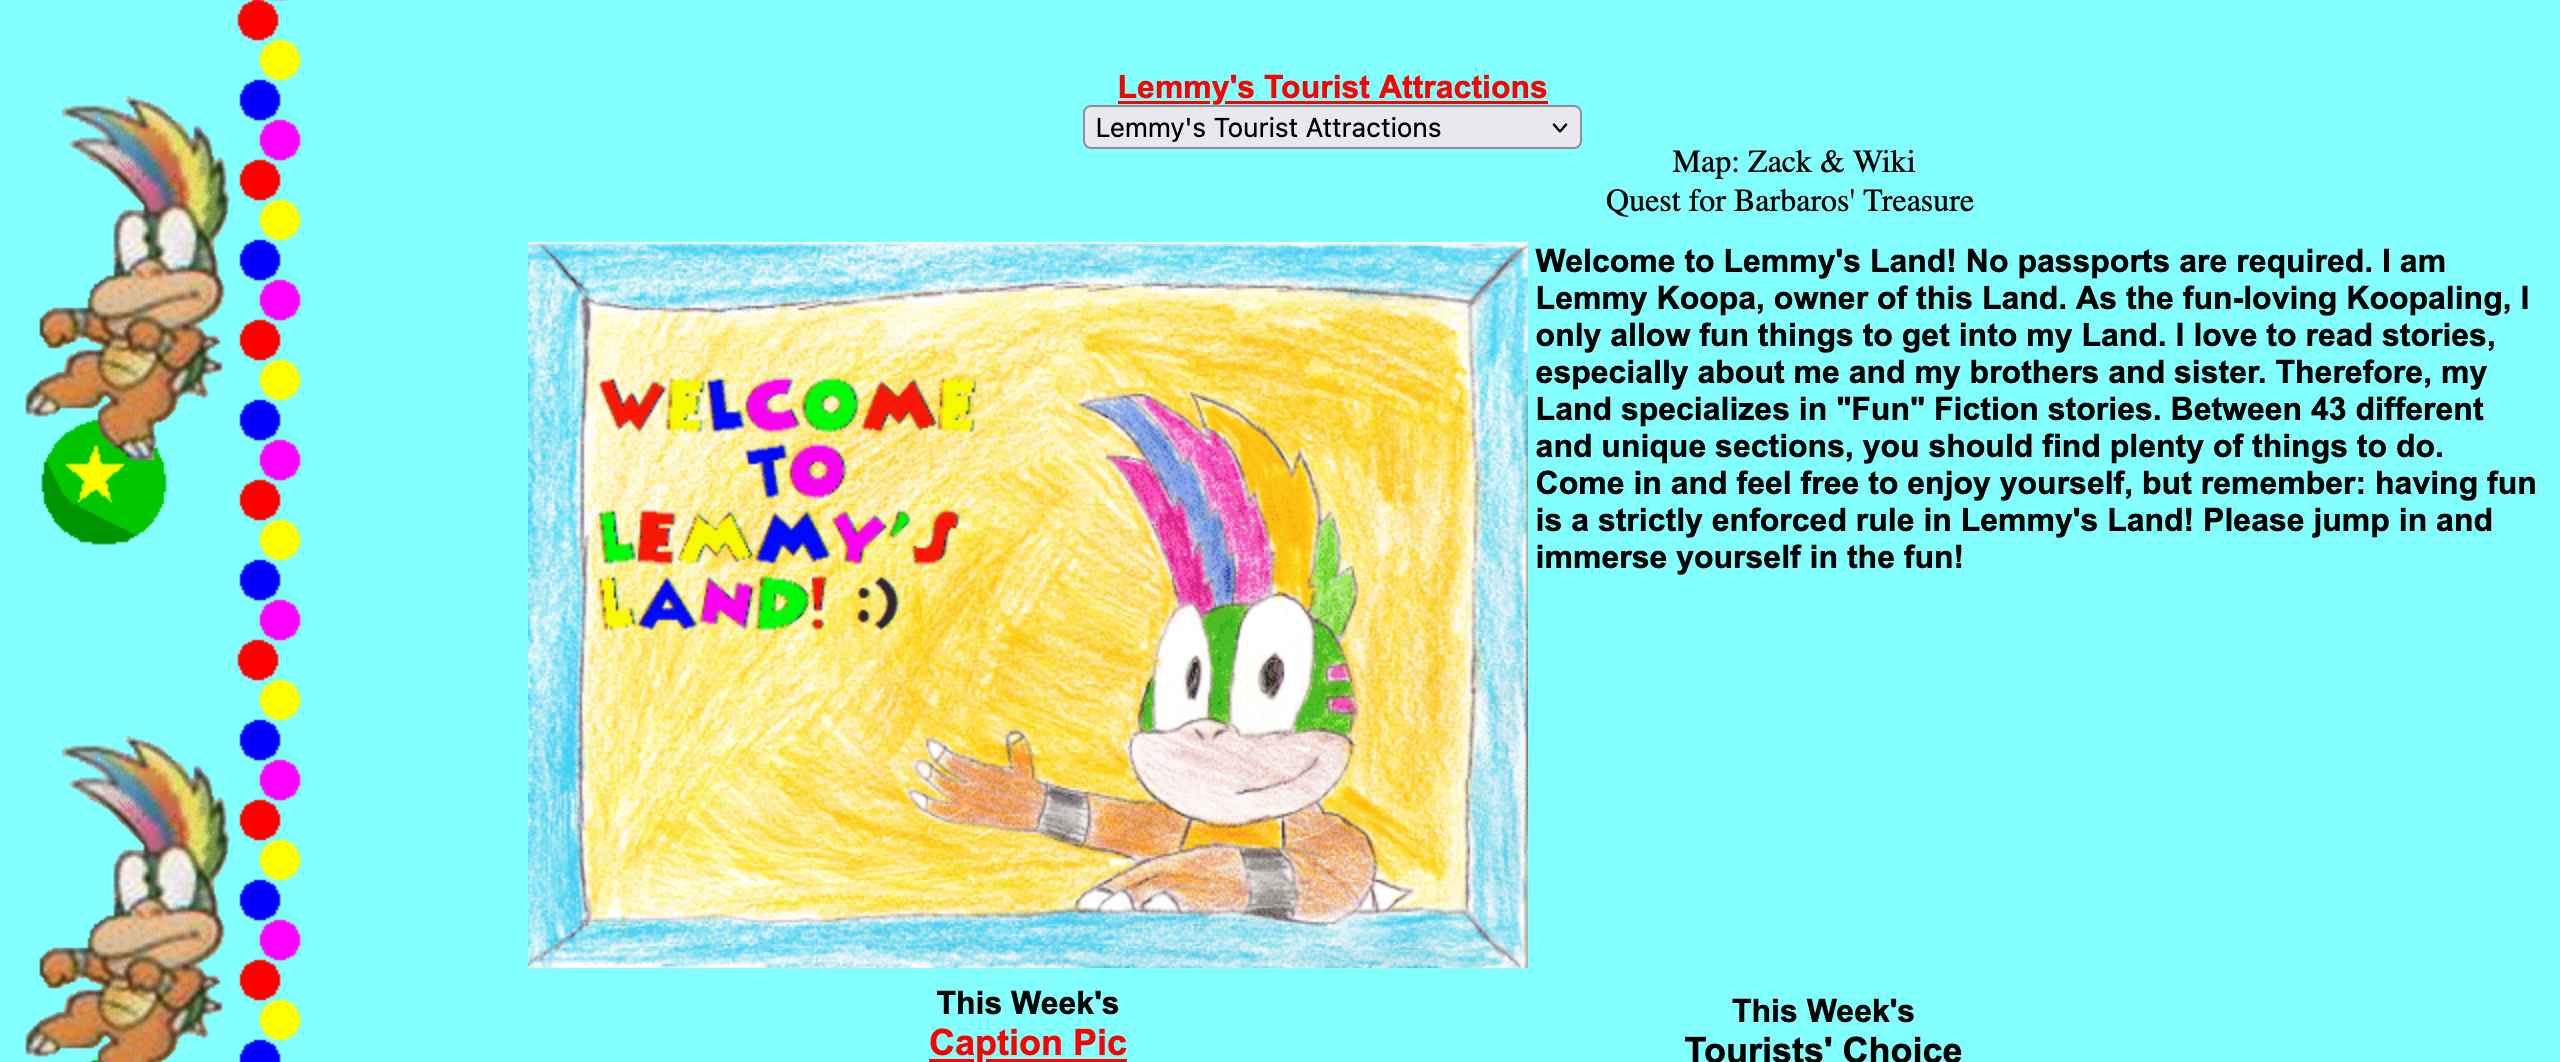 Lemmy's Tourist Attractions
Lemmy's Tourist Attractions
Map: Zack & Wiki
Quest for Barbaros' Treasure
WELCOME
TO
LEMMY'S
LAND! :)
Welcome to Lemmy's Land! No passports are required. I am
Lemmy Koopa, owner of this Land. As the fun-loving Koopaling, I
only allow fun things to get into my Land. I love to read stories,
especially about me and my brothers and sister. Therefore, my
Land specializes in "Fun" Fiction stories. Between 43 different
and unique sections, you should find plenty of things to do.
Come in and feel free to enjoy yourself, but remember: having fun
is a strictly enforced rule in Lemmy's Land! Please jump in and
immerse yourself in the fun!
This Week's
Caption Pic
This Week's
Tourists' Choice